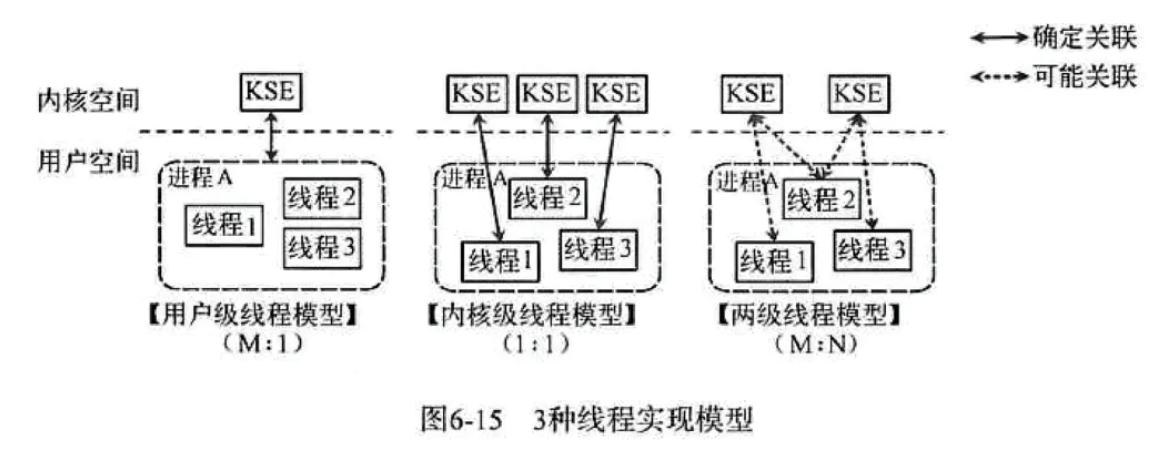 确定关联
可能关联
内核空间
用户空间
KSE
进程A
线程1
线程2
线程3
【用户级线程模型】
(M:1)
KSE KSE KSE
进程A
线程2
线程1
线程3
【内核级线程模型】
(1:1)
KSE KSE
进程A
线程2
线程1
线程3
【两级线程模型】
(M:N)
图6-15 3种线程实现模型